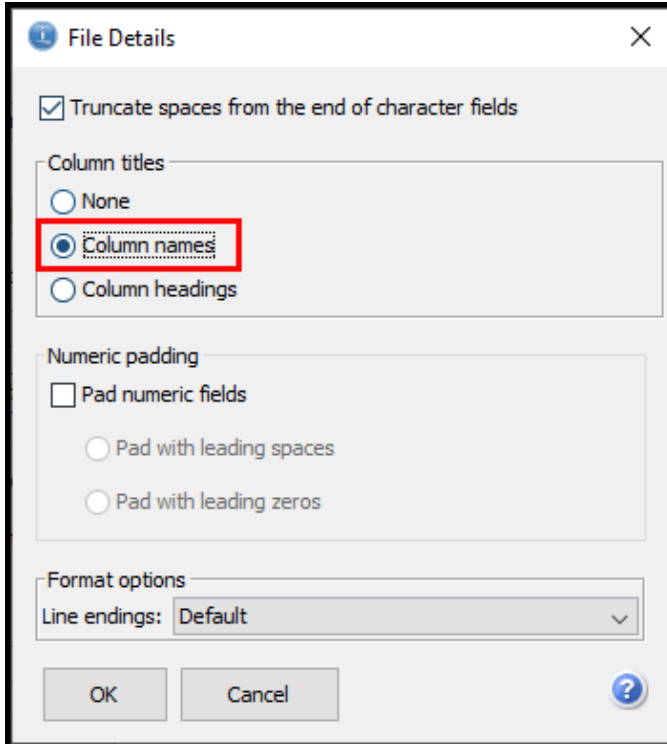 File Details
Truncate spaces from the end of character fields
Column titles
None
Column names
Column headings
Numeric padding
Pad numeric fields
Pad with leading spaces
Pad with leading zeros
Format options
Line endings: Default
OK Cancel ?